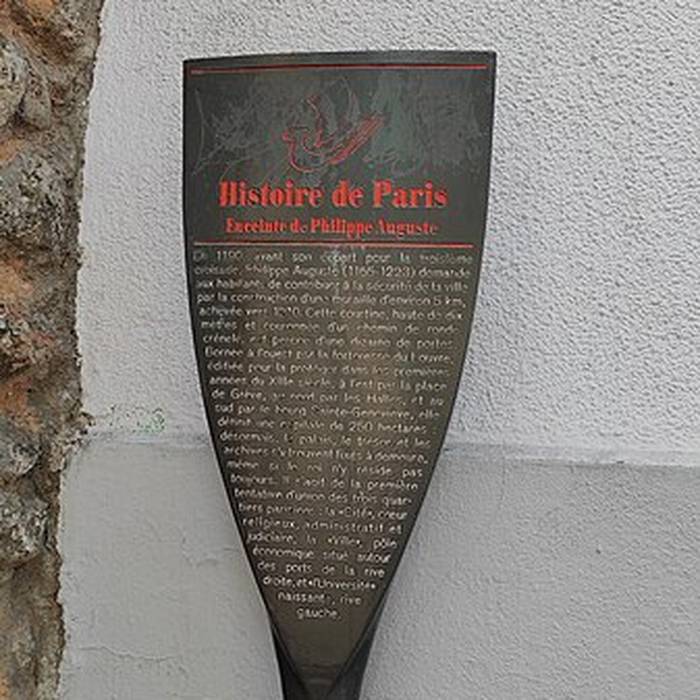 Histoire de Paris
Enceinte de Philippe Auguste
En 1190, avant son départ pour la troisième
croisade, Philippe Auguste (1165-1223) demande
aux habitants de contribuer à la sécurité de la ville
par la construction d'une muraille d'environ 5 km,
achevée vers 1210. Cette courtine, haute de dix
mètres et couronnée d'un chemin de ronde
crénelé, est percée d'une dizaine de portes.
Bornée à l'ouest par la forteresse du Louvre,
édifiée pour la protéger dans les premières
années du XIIIe siècle, à l'est par la place
de Grève, au nord par les Halles, et au
sud par le bourg Sainte-Geneviève, elle
définit une capitale de 250 hectares
désormais, le palais, le trésor et les
archives s'y trouvent fixés à demeure,
même si le roi n'y réside pas
toujours. Il s'agit de la première
tentative d'union des trois quar-
tiers parisiens : la «Cité», cœur
religieux, administratif et
judiciaire, la «Ville», pôle
économique situé autour
des ports de la rive
droite, et «l'Université»
naissante, rive
gauche.